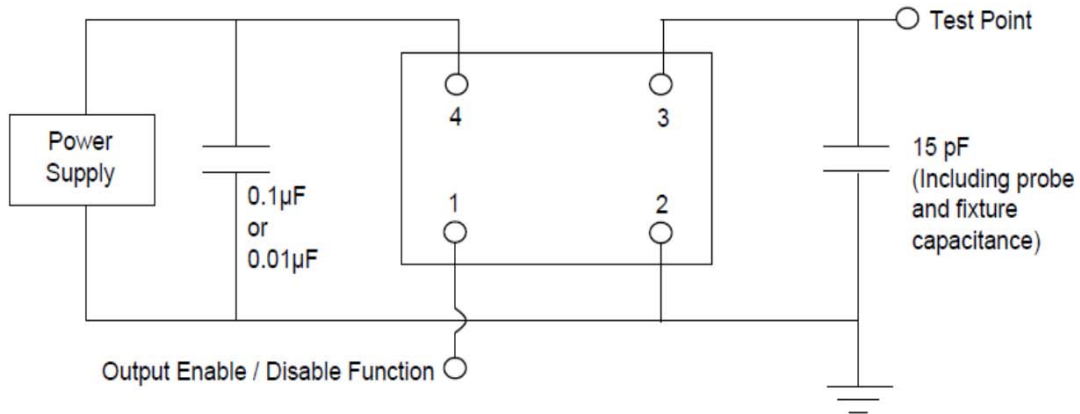 Test Point
4
3
Power
Supply
15 pF
(Including probe
and fixture
capacitance)
0.1µF
or
0.01µF
1
2
Output Enable / Disable Function